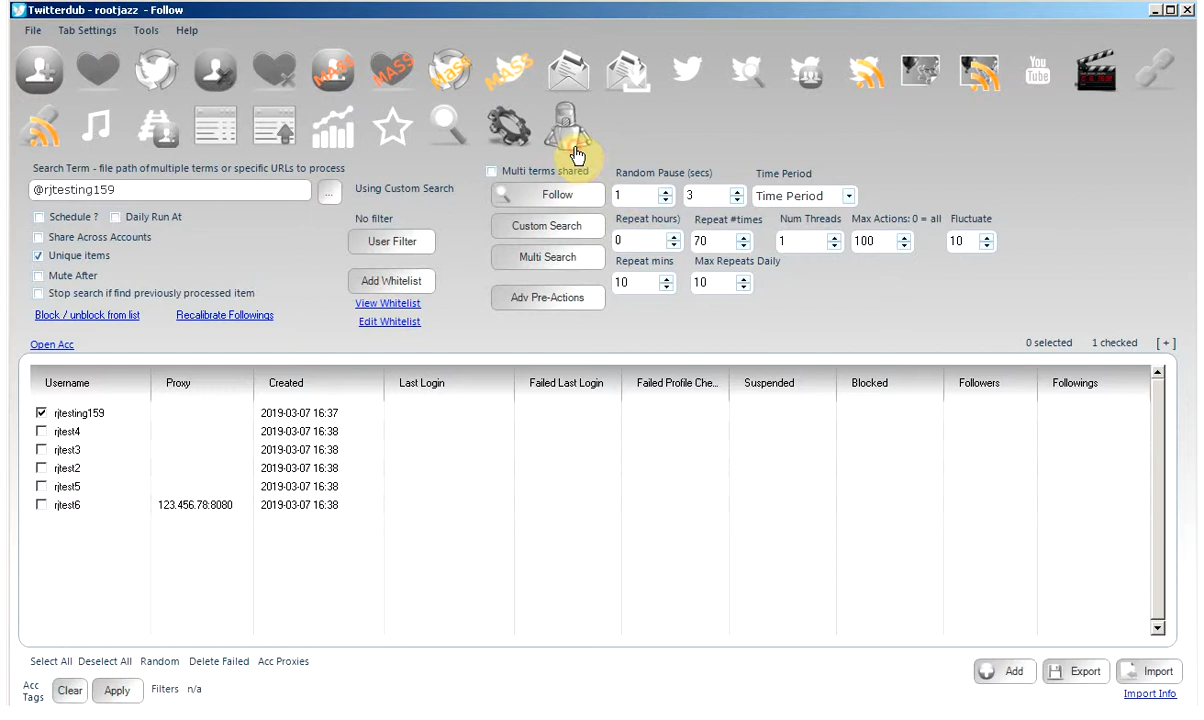 Twitterdub - rootjazz - Follow
File Tab Settings Tools Help
MASS MASS MASS MASS
You Tube
Search Term - file path of multiple terms or specific URLs to process
@rjtesting159 ...
Using Custom Search
Multi terms shared
Random Pause (secs) Time Period
Follow
1 3 Time Period
Schedule ? Daily Run At
No filter
Custom Search
Repeat hours) Repeat #times Num Threads Max Actions: 0 = all Fluctuate
Share Across Accounts
User Filter
0 70 1 100 10
Unique items
Multi Search
Repeat mins Max Repeats Daily
Mute After
Add Whitelist
10 10
Stop search if find previously processed item
View Whitelist
Adv Pre-Actions
Block / unblock from list Recalibrate Followings
Edit Whitelist
Open Acc
0 selected 1 checked [ + ]
Username Proxy Created Last Login Failed Last Login Failed Profile Che... Suspended Blocked Followers Followings
rjtesting159 2019-03-07 16:37
rjtest4 2019-03-07 16:38
rjtest3 2019-03-07 16:38
rjtest2 2019-03-07 16:38
rjtest5 2019-03-07 16:38
rjtest6 123.456.78:8080 2019-03-07 16:38
Select All Deselect All Random Delete Failed Acc Proxies
Add Export Import
Acc Tags Clear Apply Filters n/a
Import Info